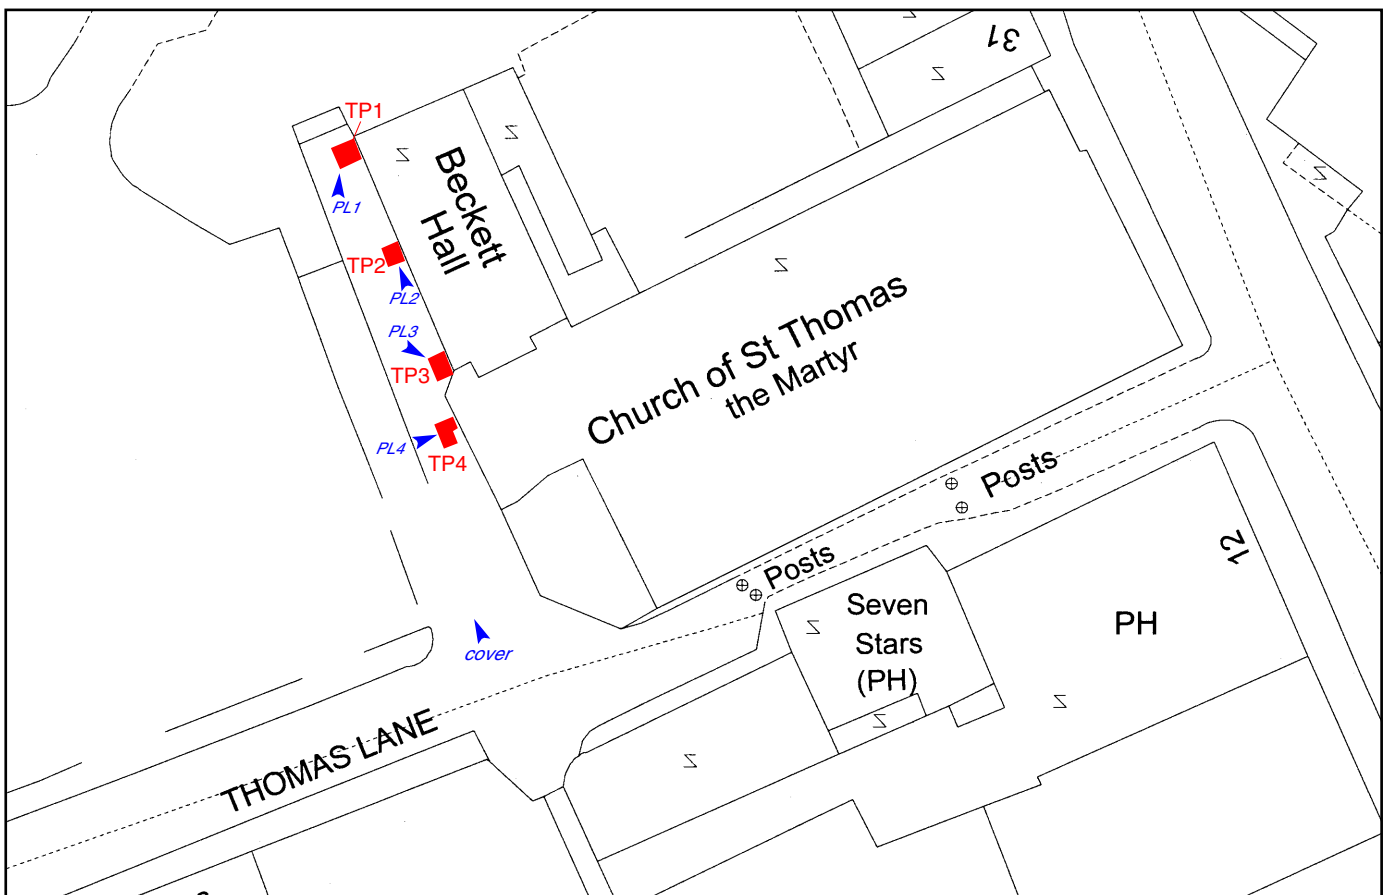 31
TP1
PL1
Beckett
Hall
TP2
PL2
PL3
TP3
PL4
TP4
Church of St Thomas
the Martyr
Posts
Posts
12
Seven
Stars
(PH)
PH
cover
THOMAS LANE